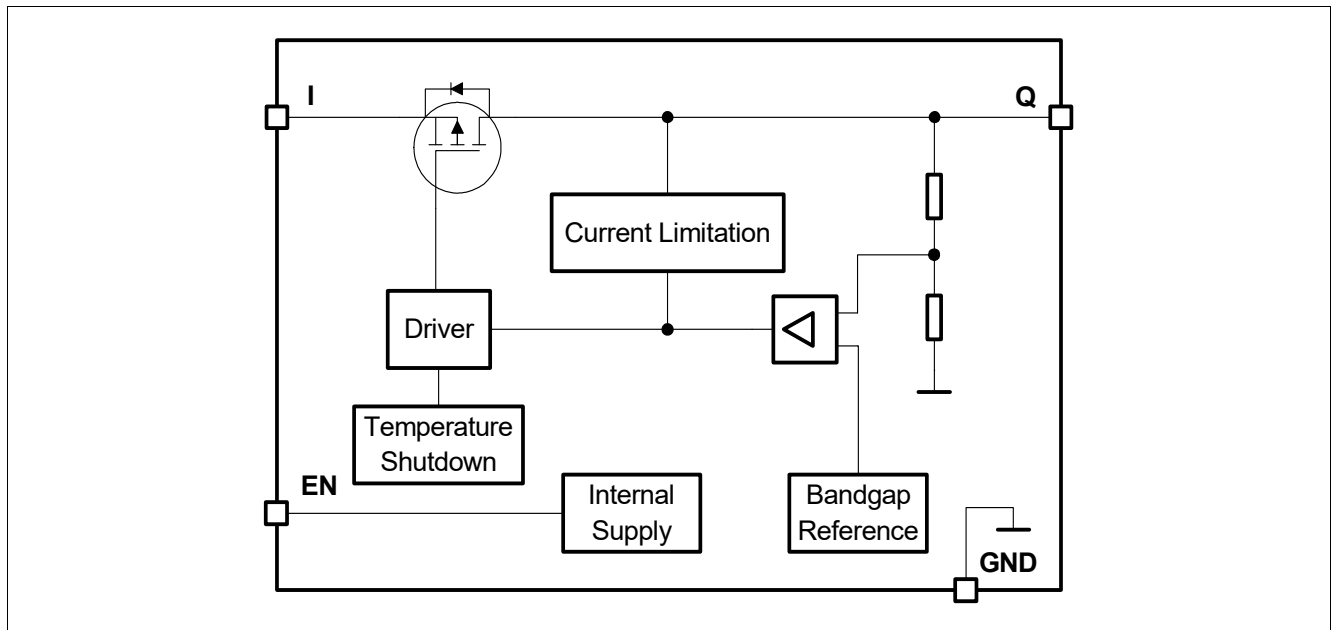 I
Q
Current Limitation
Driver
Temperature
Shutdown
EN
Internal
Supply
Bandgap
Reference
GND